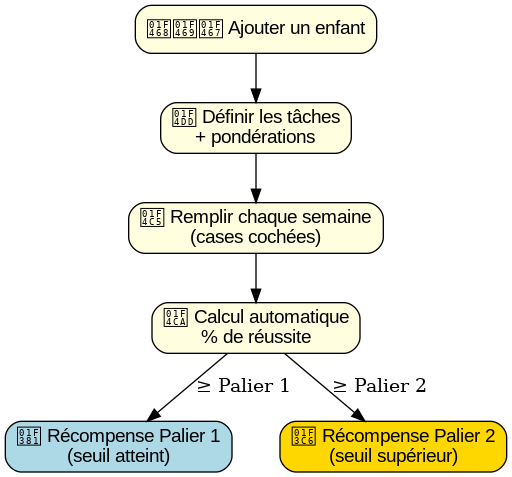 Ajouter un enfant
Définir les tâches
+ pondérations
Remplir chaque semaine
(cases cochées)
Calcul automatique
% de réussite
≥ Palier 1
≥ Palier 2
Récompense Palier 1
(seuil atteint)
Récompense Palier 2
(seuil supérieur)